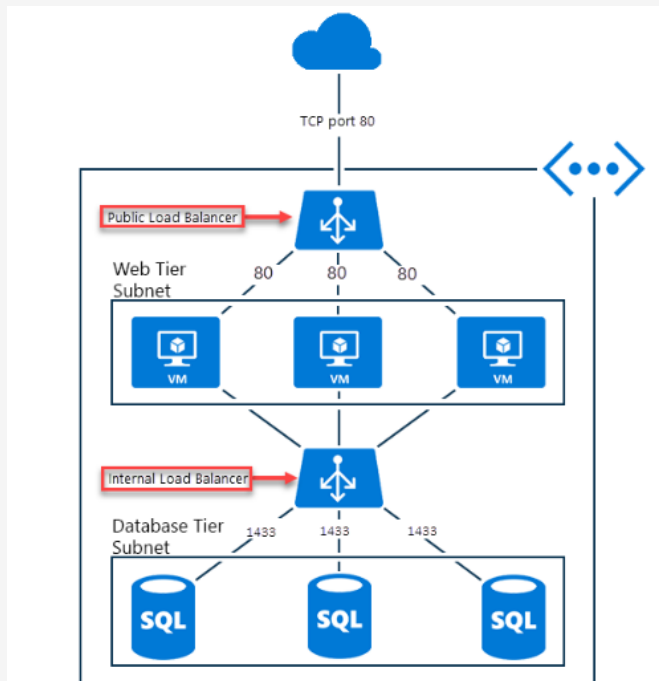 TCP port 80
Public Load Balancer
80
80
80
Web Tier
Subnet
VM
VM
VM
Internal Load Balancer
Database Tier
Subnet
1433
1433
1433
SQL
SQL
SQL